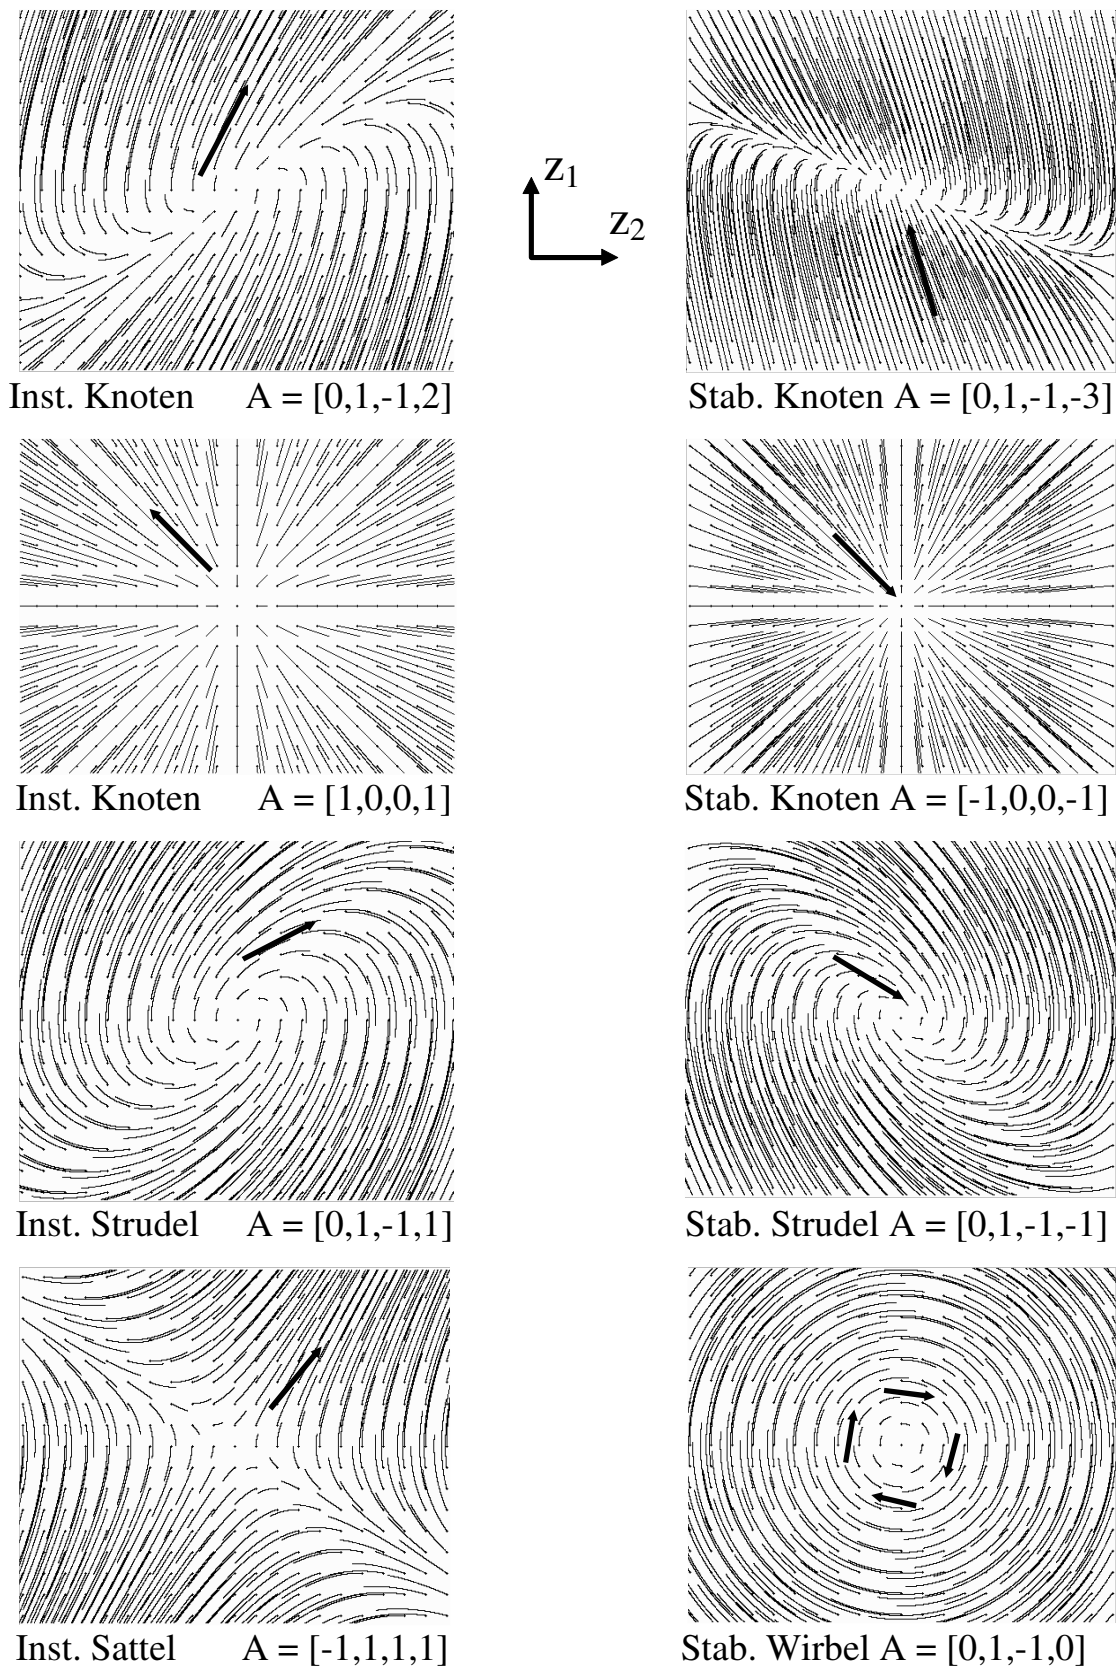 z1
z2
Inst. Knoten A = [0,1,-1,2]
Stab. Knoten A = [0,1,-1,-3]
Inst. Knoten A = [1,0,0,1]
Stab. Knoten A = [-1,0,0,-1]
Inst. Strudel A = [0,1,-1,1]
Stab. Strudel A = [0,1,-1,-1]
Inst. Sattel A = [-1,1,1,1]
Stab. Wirbel A = [0,1,-1,0]